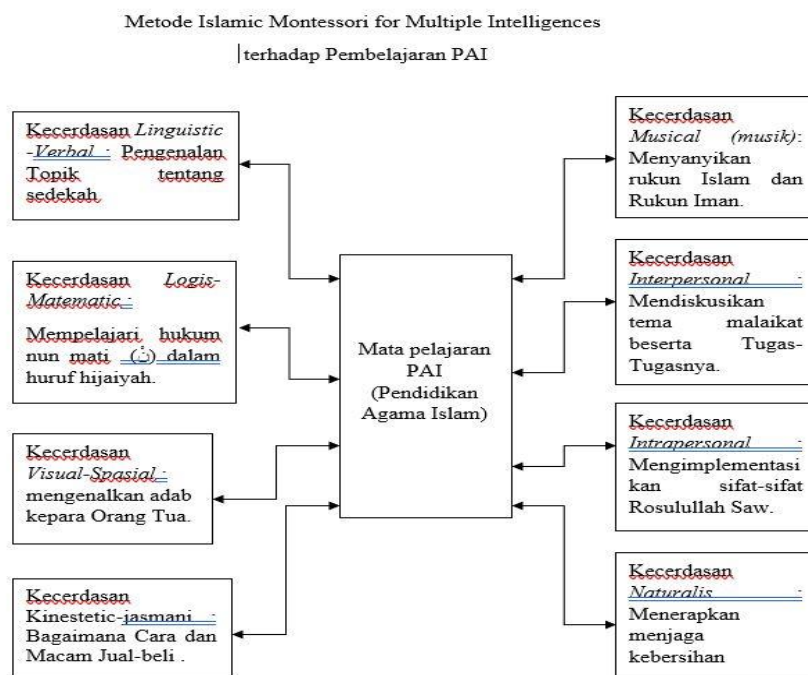 Metode Islamic Montessori for Multiple Intelligences
terhadap Pembelajaran PAI
Kecerdasan Linguistic
-Verbal : Pengenalan
Topik tentang
sedekah
Kecerdasan Logis-
Matematic :
Mempelajari hukum
nun mati (نْ) dalam
huruf hijaiyah.
Kecerdasan
Visual-Spasial :
mengenalkan adab
kepara Orang Tua.
Kecerdasan
Kinestetic-jasmani :
Bagaimana Cara dan
Macam Jual-beli .
Mata pelajaran
PAI
(Pendidikan
Agama Islam)
Kecerdasan
Musical (musik):
Menyanyikan
rukun Islam dan
Rukun Iman.
Kecerdasan
Interpersonal :
Mendiskusikan
tema malaikat
beserta Tugas-
Tugasnya.
Kecerdasan
Intrapersonal :
Mengimplementasi
kan sifat-sifat
Rosulullah Saw.
Kecerdasan
Naturalis :
Menerapkan
menjaga
kebersihan